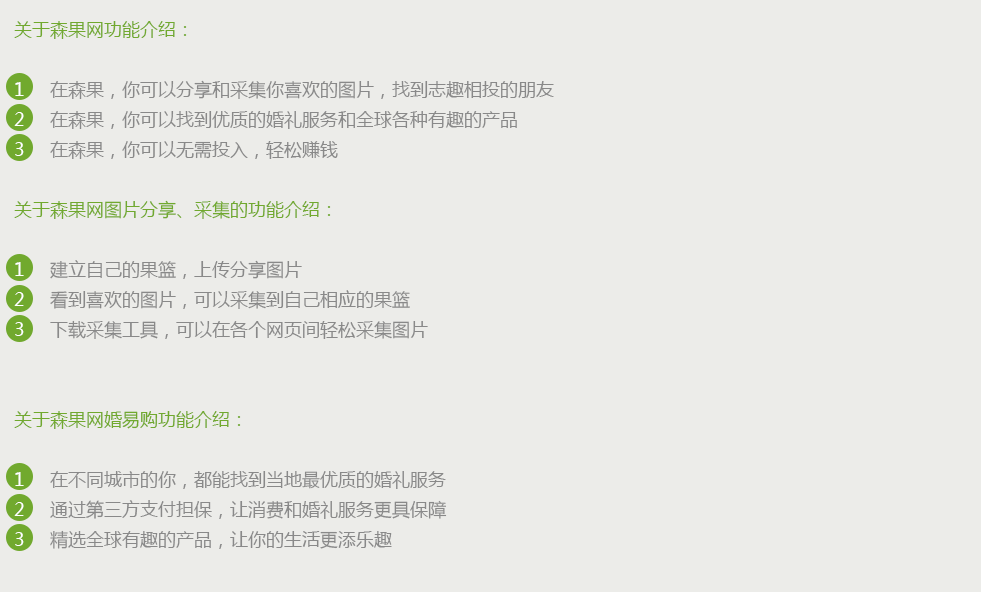 关于森果网功能介绍：
1 在森果，你可以分享和采集你喜欢的图片，找到志趣相投的朋友
2 在森果，你可以找到优质的婚礼服务和全球各种有趣的产品
3 在森果，你可以无需投入，轻松赚钱
关于森果网图片分享、采集的功能介绍：
1 建立自己的果篮，上传分享图片
2 看到喜欢的图片，可以采集到自己相应的果篮
3 下载采集工具，可以在各个网页间轻松采集图片
关于森果网婚易购功能介绍：
1 在不同城市的你，都能找到当地最优质的婚礼服务
2 通过第三方支付担保，让消费和婚礼服务更具保障
3 精选全球有趣的产品，让你的生活更添乐趣